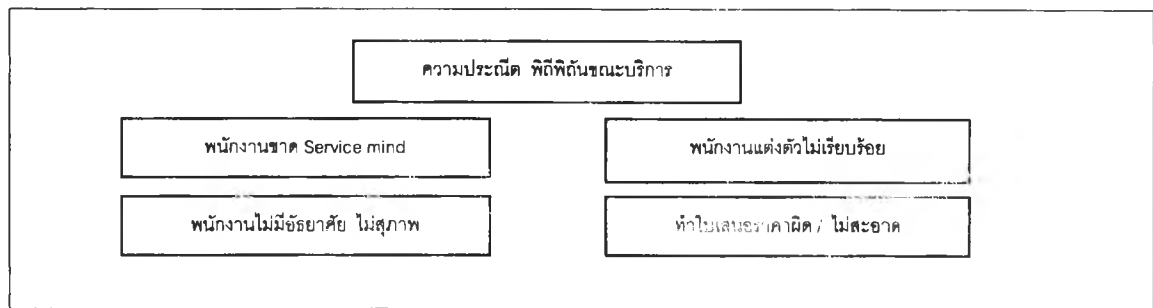 ความประณีต พิถีพิถันขณะบริการ
พนักงานขาด Service mind
พนักงานแต่งตัวไม่เรียบร้อย
พนักงานไม่มีอัธยาศัย ไม่สุภาพ
ทำใบเสนอราคาผิด / ไม่สะอาด